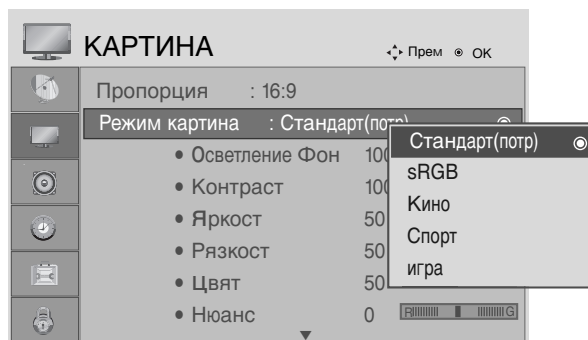 КАРТИНА
Прем ОК
Пропорция : 16:9
Режим картина : Стандарт(потр)
• Осветление Фон 100
• Контраст 100
• Яркост 50
• Рязкост 50
• Цвят 50
• Нюанс 0 R G
Стандарт(потр)
sRGB
Кино
Спорт
игра